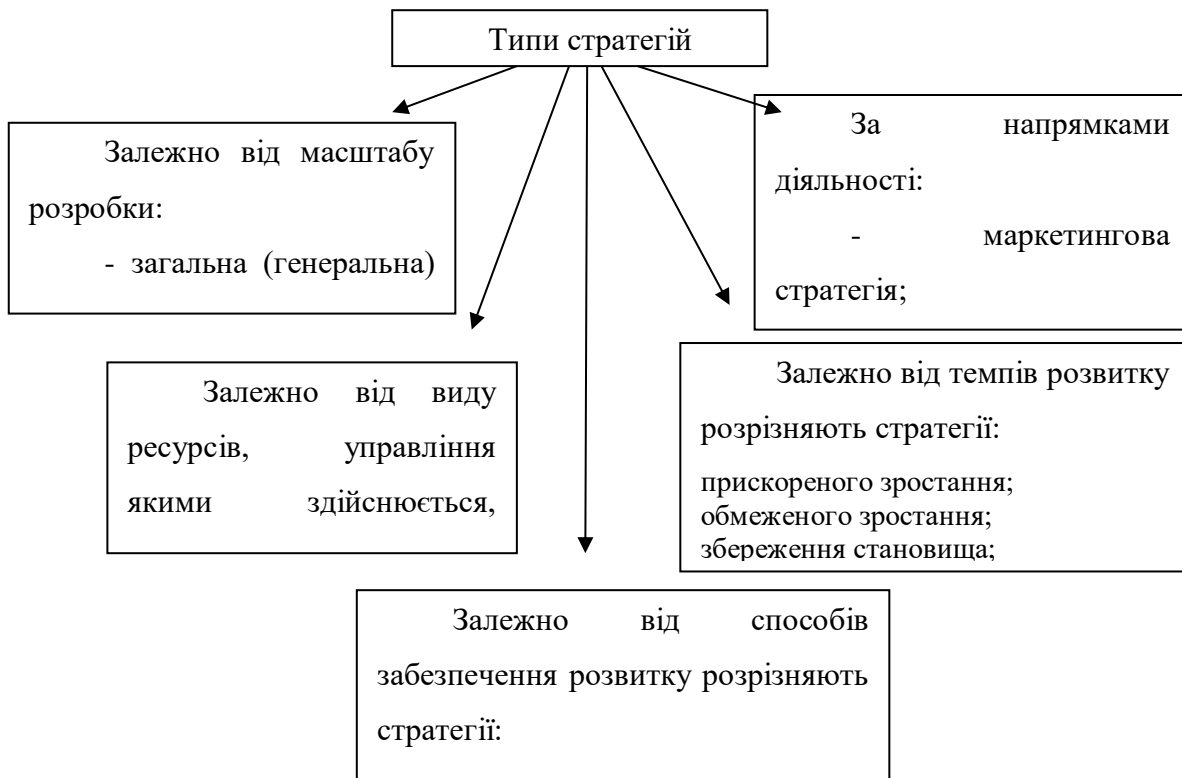 Типи стратегій
Залежно від масштабу
розробки:
- загальна (генеральна)
За напрямками
діяльності:
- маркетингова
стратегія;
Залежно від виду
ресурсів, управління
якими здійснюється,
Залежно від темпів розвитку
розрізняють стратегії:
прискореного зростання;
обмеженого зростання;
збереження становища;
Залежно від способів
забезпечення розвитку розрізняють
стратегії: